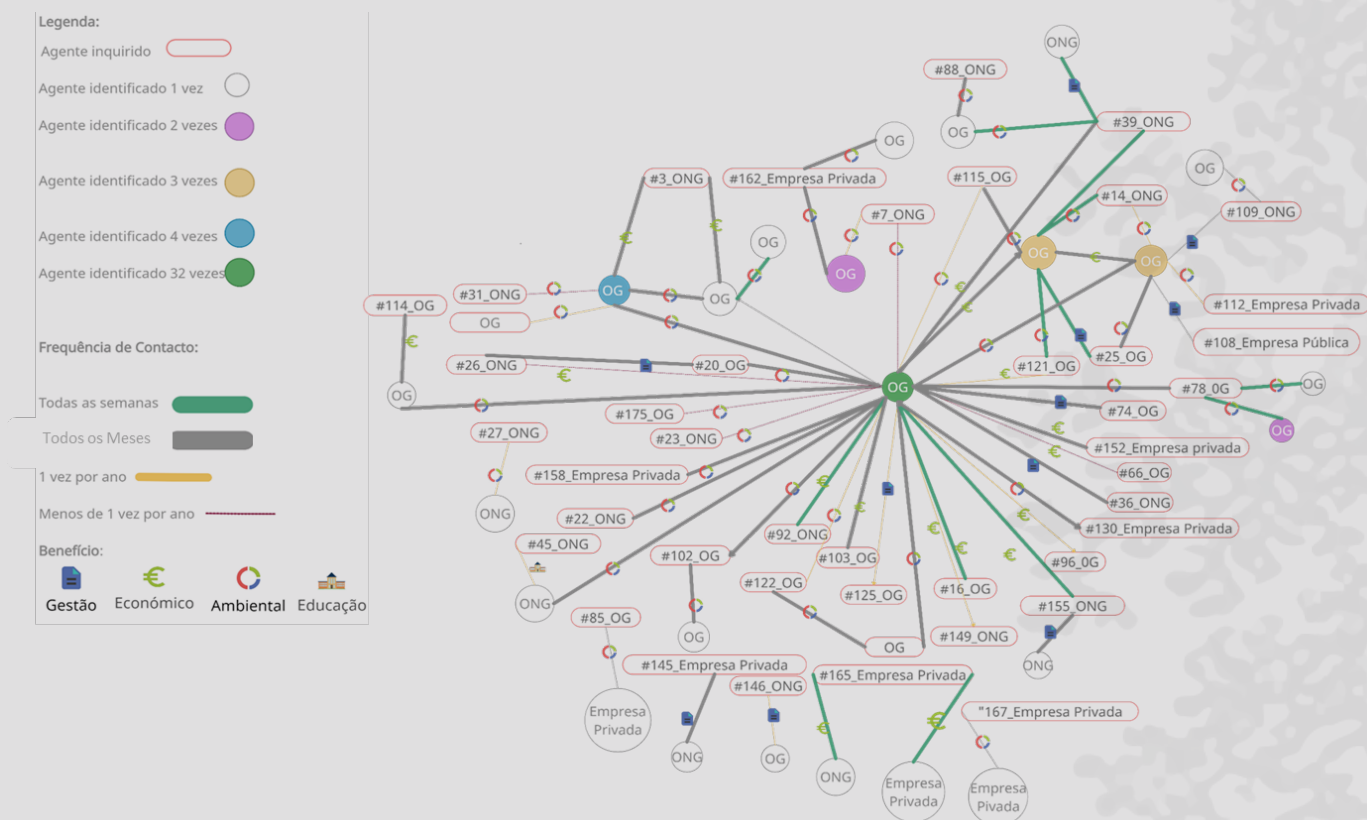 Legenda:
Agente inquirido
Agente identificado 1 vez
Agente identificado 2 vezes
Agente identificado 3 vezes
Agente identificado 4 vezes
Agente identificado 32 vezes
Frequência de Contacto:
Todas as semanas
Todos os Meses
1 vez por ano
Menos de 1 vez por ano
Benefício:
Gestão
Económico
Ambiental
Educação
ONG
#88_ONG
OG
#39_ONG
OG
#3_ONG
#162_Empresa Privada
#115_OG
OG
#14_ONG
#109_ONG
#7_ONG
OG
OG
OG
OG
#31_ONG
OG
OG
OG
#114_OG
OG
#112_Empresa Privada
#108_Empresa Pública
#26_ONG
#20_OG
#121_OG
#25_OG
OG
OG
#78_0G
OG
#175_OG
#74_OG
#27_ONG
#23_ONG
OG
#152_Empresa privada
#158_Empresa Privada
#66_OG
#36_ONG
ONG
#22_ONG
#130_Empresa Privada
#92_ONG
#45_ONG
#102_OG
#103_OG
#96_0G
#122_OG
#125_OG
#16_OG
ONG
#155_ONG
#85_OG
OG
#149_ONG
OG
#145_Empresa Privada
ONG
#146_ONG
#165_Empresa Privada
Empresa
Privada
"167_Empresa Privada
ONG
OG
ONG
Empresa
Privada
Empresa
Pivada